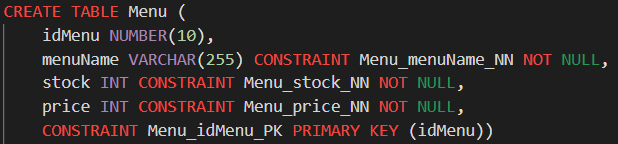 CREATE TABLE Menu (
    idMenu NUMBER(10),
    menuName VARCHAR(255) CONSTRAINT Menu_menuName_NN NOT NULL,
    stock INT CONSTRAINT Menu_stock_NN NOT NULL,
    price INT CONSTRAINT Menu_price_NN NOT NULL,
    CONSTRAINT Menu_idMenu_PK PRIMARY KEY (idMenu))